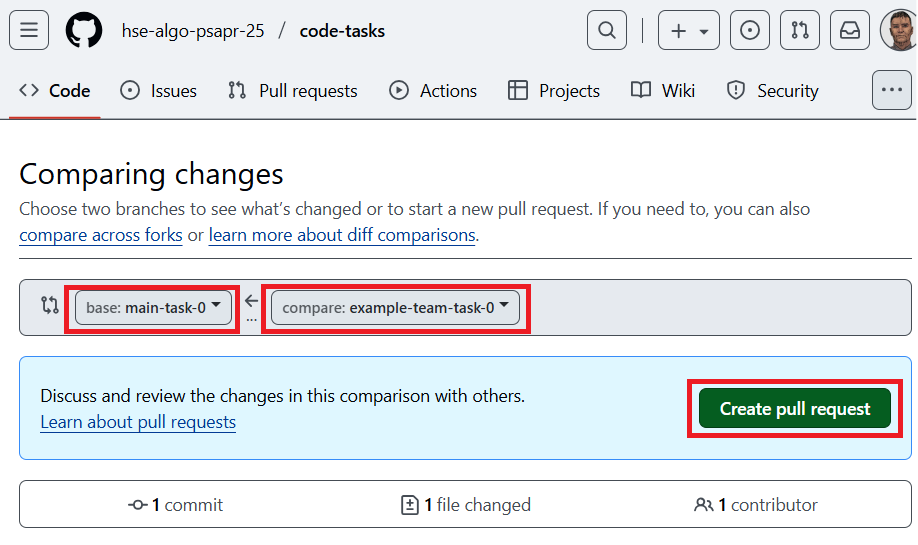 hse-algo-psapr-25 / code-tasks
Code Issues Pull requests Actions Projects Wiki Security
Comparing changes
Choose two branches to see what's changed or to start a new pull request. If you need to, you can also
compare across forks or learn more about diff comparisons.
base: main-task-0 ... compare: example-team-task-0
Discuss and review the changes in this comparison with others.
Learn about pull requests
Create pull request
1 commit 1 file changed 1 contributor